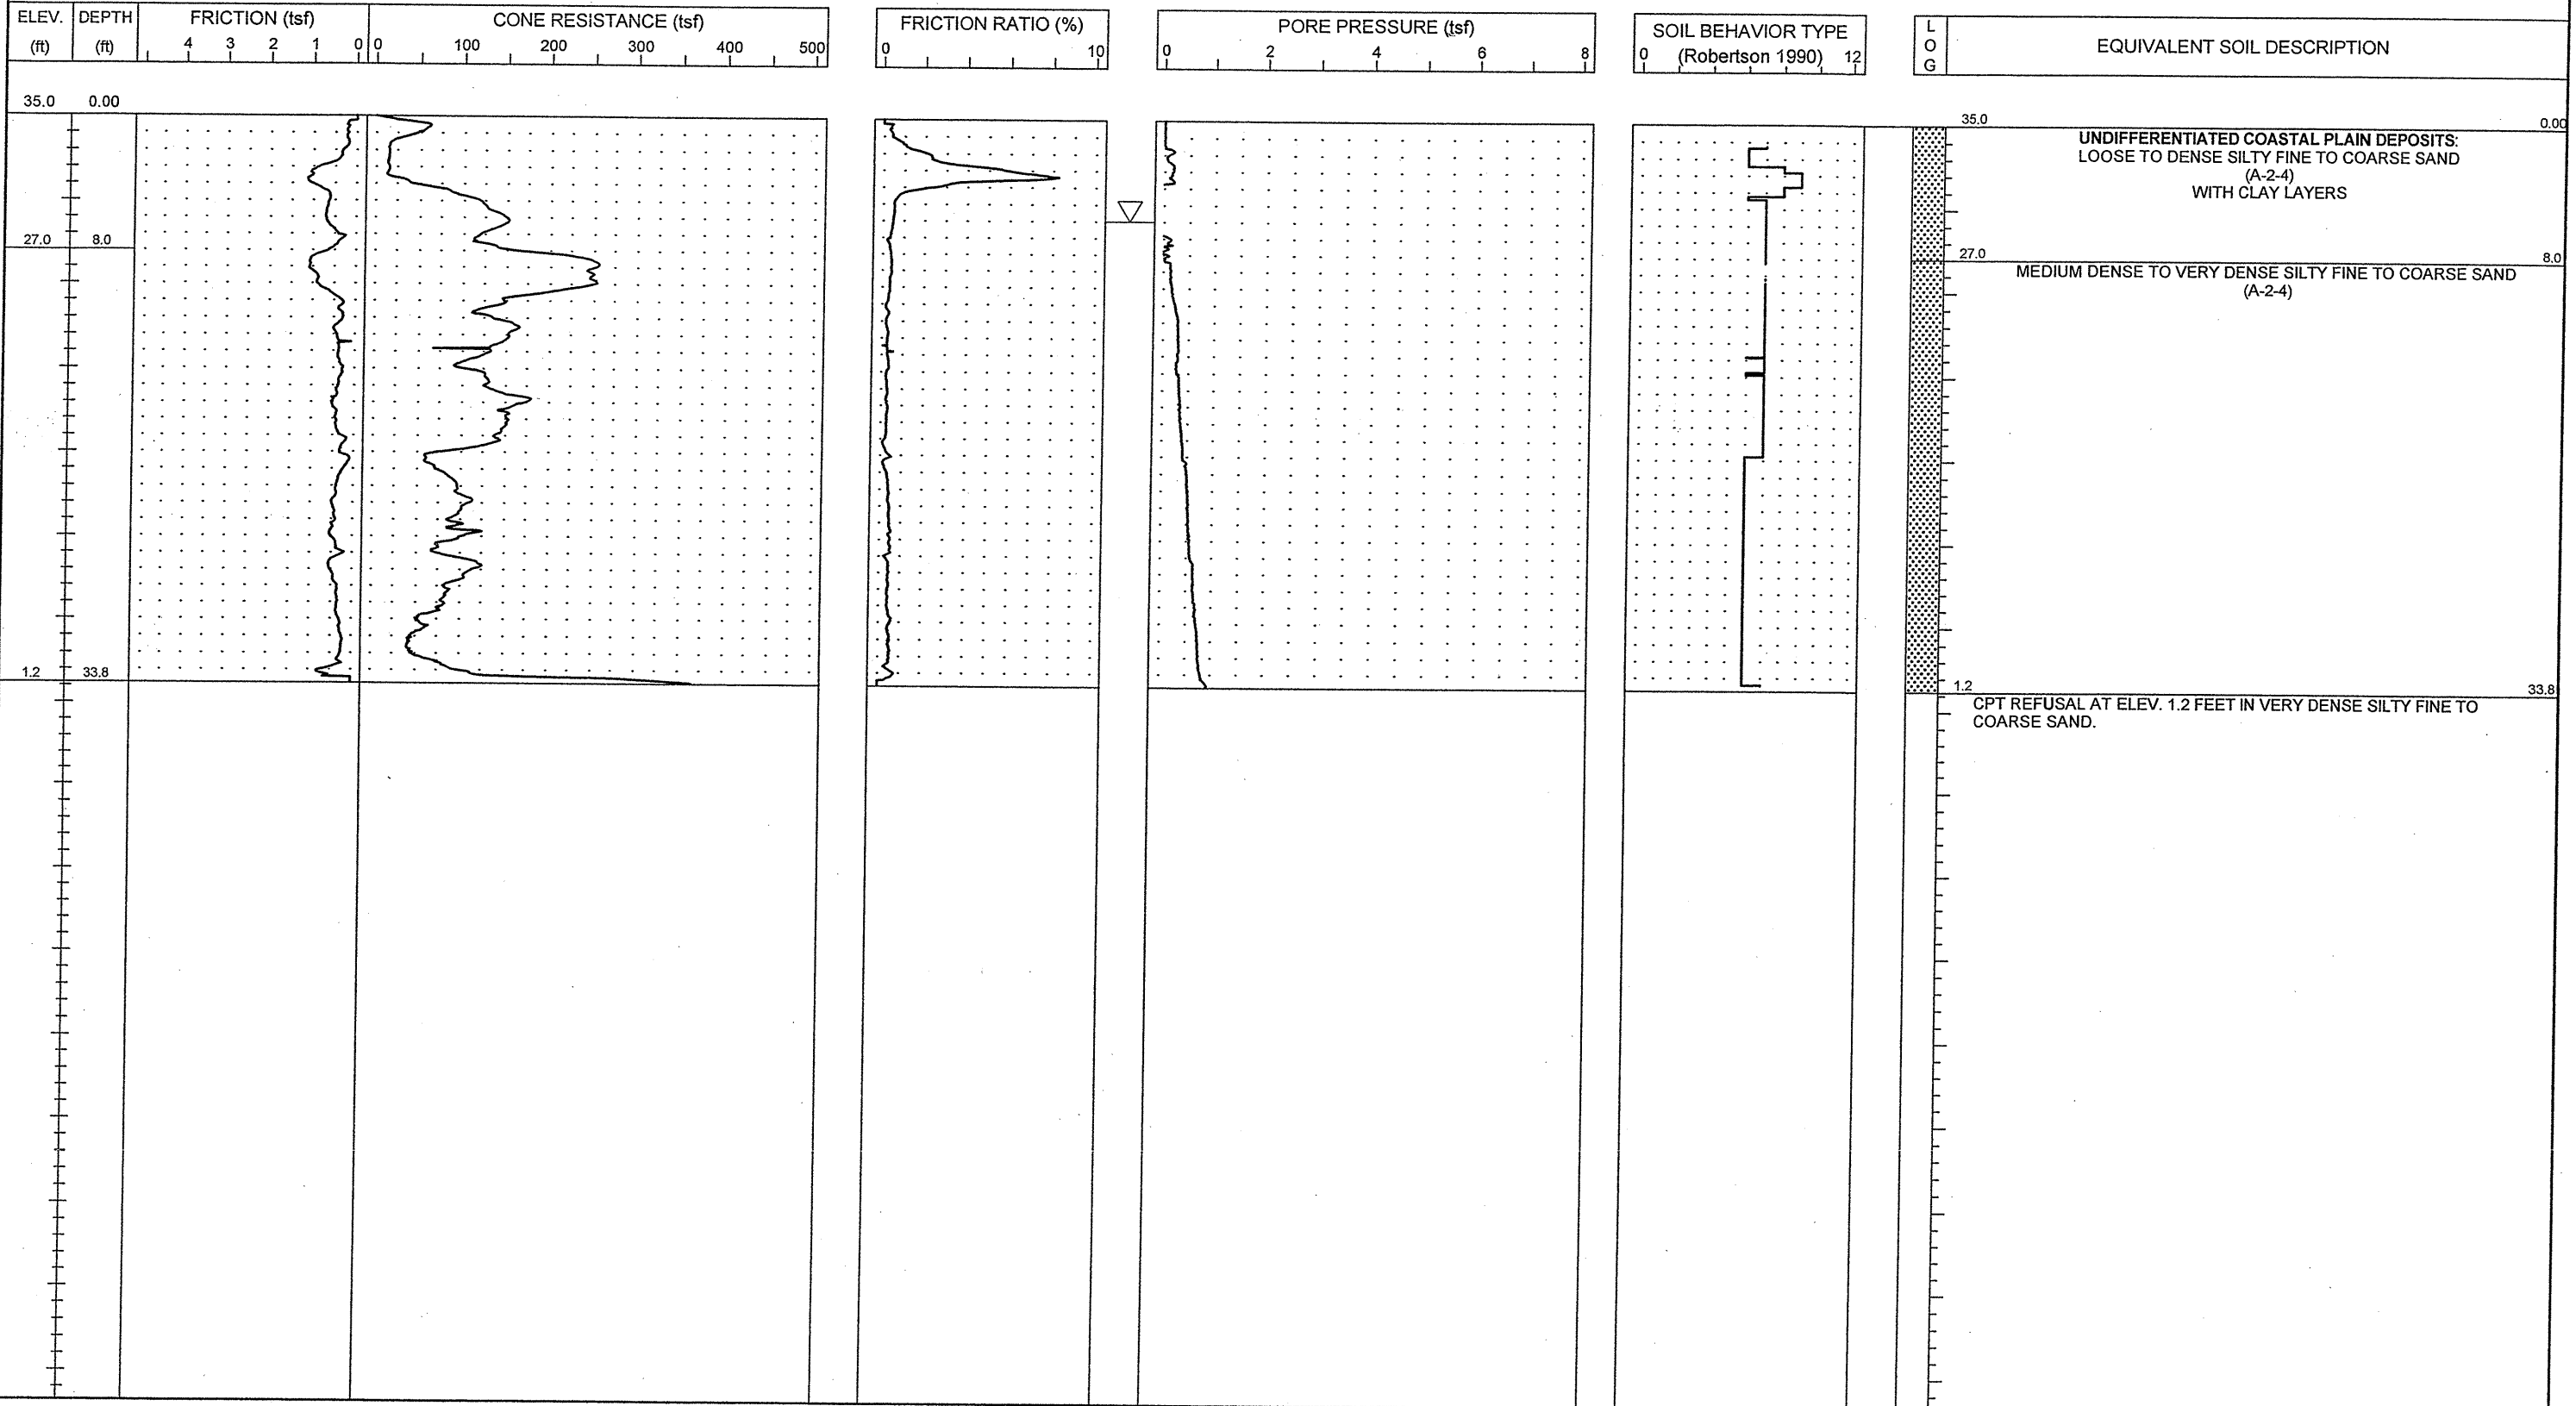 ELEV.
(ft)
DEPTH
(ft)
FRICTION (tsf)
4 3 2 1 0
CONE RESISTANCE (tsf)
0 100 200 300 400 500
FRICTION RATIO (%)
0 10
PORE PRESSURE (tsf)
0 2 4 6 8
SOIL BEHAVIOR TYPE
(Robertson 1990)
0 12
L
O
G
EQUIVALENT SOIL DESCRIPTION
35.0 0.00
35.0 0.00
UNDIFFERENTIATED COASTAL PLAIN DEPOSITS:
LOOSE TO DENSE SILTY FINE TO COARSE SAND
(A-2-4)
WITH CLAY LAYERS
27.0 8.0
27.0 8.0
MEDIUM DENSE TO VERY DENSE SILTY FINE TO COARSE SAND
(A-2-4)
1.2 33.8
1.2 33.8
CPT REFUSAL AT ELEV. 1.2 FEET IN VERY DENSE SILTY FINE TO
COARSE SAND.